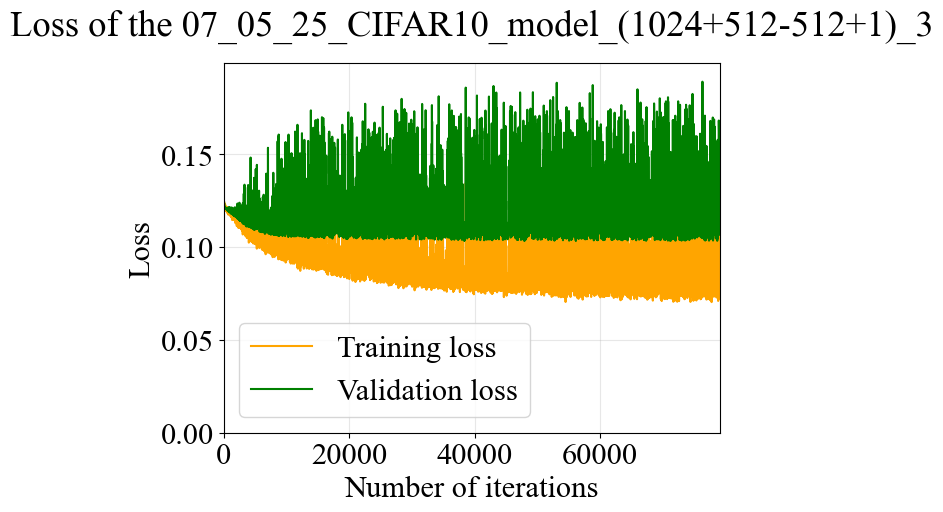 Loss of the 07_05_25_CIFAR10_model_(1024+512-512+1)_3
0.15
0.10
0.05
0.00
Loss
Training loss
Validation loss
0 20000 40000 60000
Number of iterations